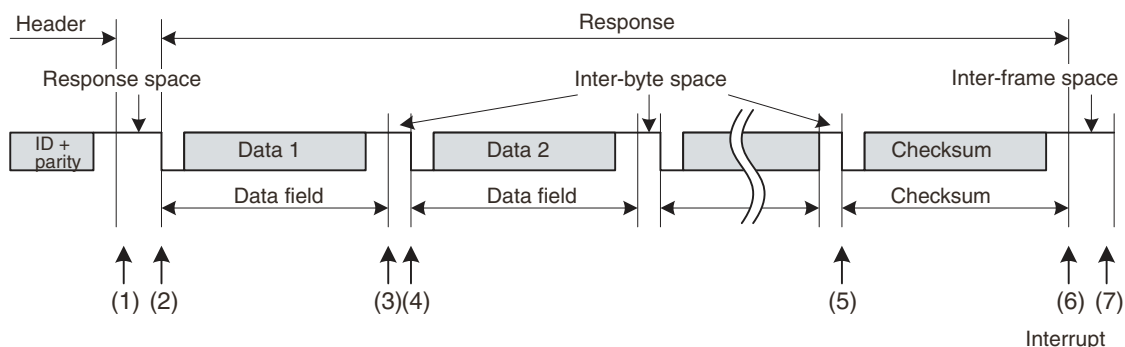 Header
Response
Response space
Inter-byte space
Inter-frame space
ID +
parity
Data 1
Data 2
Checksum
Data field
Data field
Checksum
(1)
(2)
(3)
(4)
(5)
(6)
(7)
Interrupt